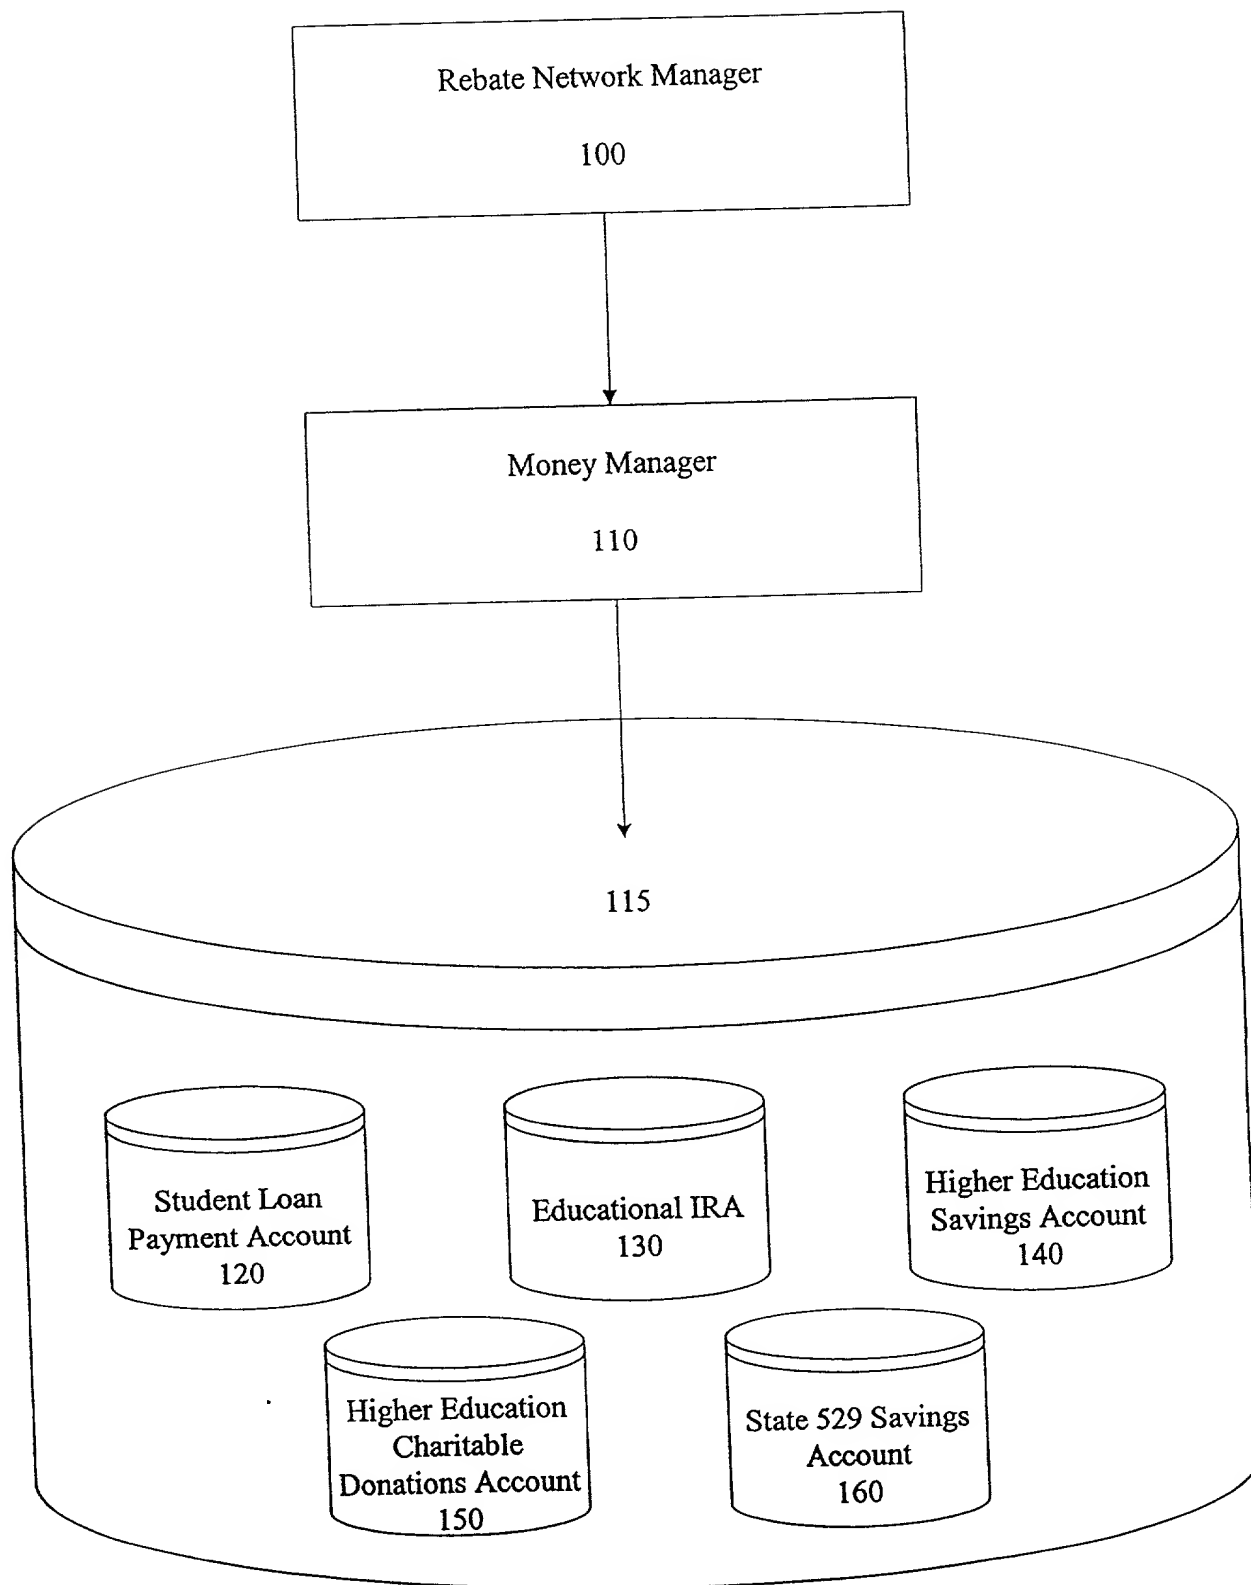 Rebate Network Manager
100
Money Manager
110
115
Student Loan
Payment Account
120
Educational IRA
130
Higher Education
Savings Account
140
Higher Education
Charitable
Donations Account
150
State 529 Savings
Account
160